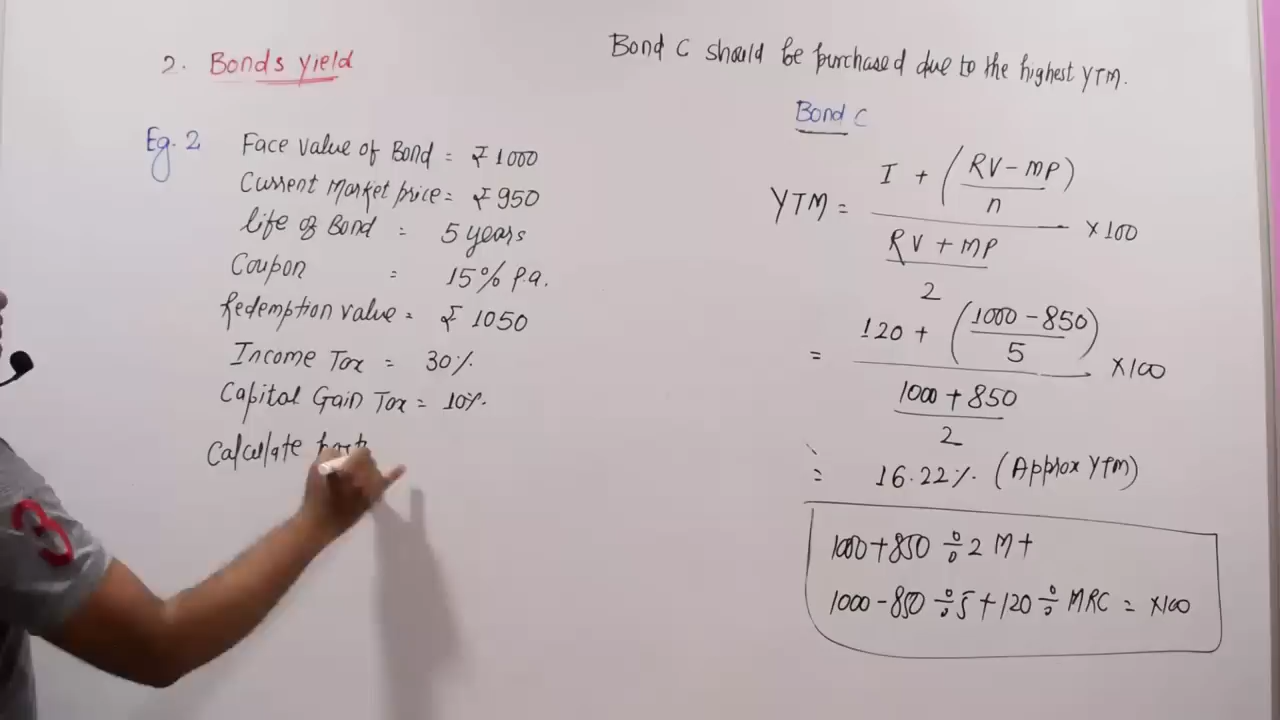 2. Bonds yield
Eg. 2 Face value of Bond = ₹ 1000
Current Market price = ₹ 950
life of Bond = 5 years
Coupon = 15% p.a.
Redemption value = ₹ 1050
Income Tax = 30%.
Capital Gain Tax = 10%.
Calculate
Bond C should be purchased due to the highest YTM.
Bond C
YTM = I + (RV - MP / n) / (RV + MP / 2) × 100
= 120 + (1000 - 850 / 5) / (1000 + 850 / 2) × 100
= 16.22%. (Approx YTM)
1000 + 850 ÷ 2 M+
1000 - 850 ÷ 5 + 120 ÷ MRC = × 100
3